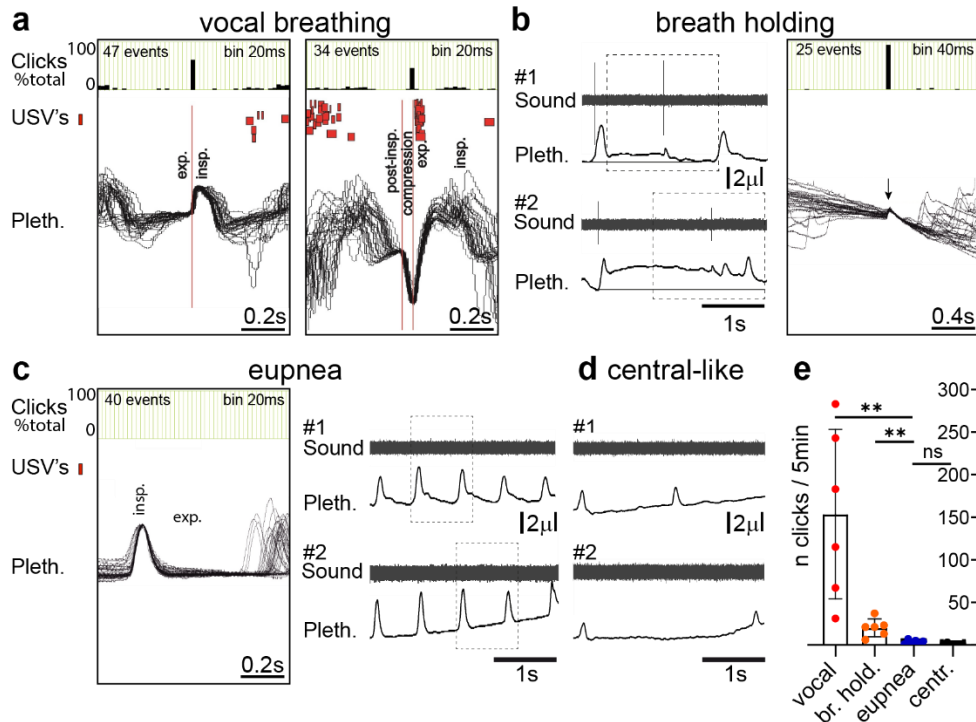 a
vocal breathing
Clicks
%total
100
0
47 events
bin 20ms
34 events
bin 20ms
USV's
exp.
insp.
post-insp.
compression
exp.
insp.
Pleth.
0.2s
0.2s
b
breath holding
#1
Sound
Pleth.
2µl
#2
Sound
Pleth.
1s
25 events
bin 40ms
0.4s
c
eupnea
Clicks
%total
100
0
40 events
bin 20ms
USV's
insp.
exp.
Pleth.
0.2s
#1
Sound
Pleth.
2µl
#2
Sound
Pleth.
1s
d
central-like
#1
2µl
#2
1s
e
n clicks / 5min
300
250
200
150
100
50
**
**
ns
vocal
br. hold.
eupnea
centr.